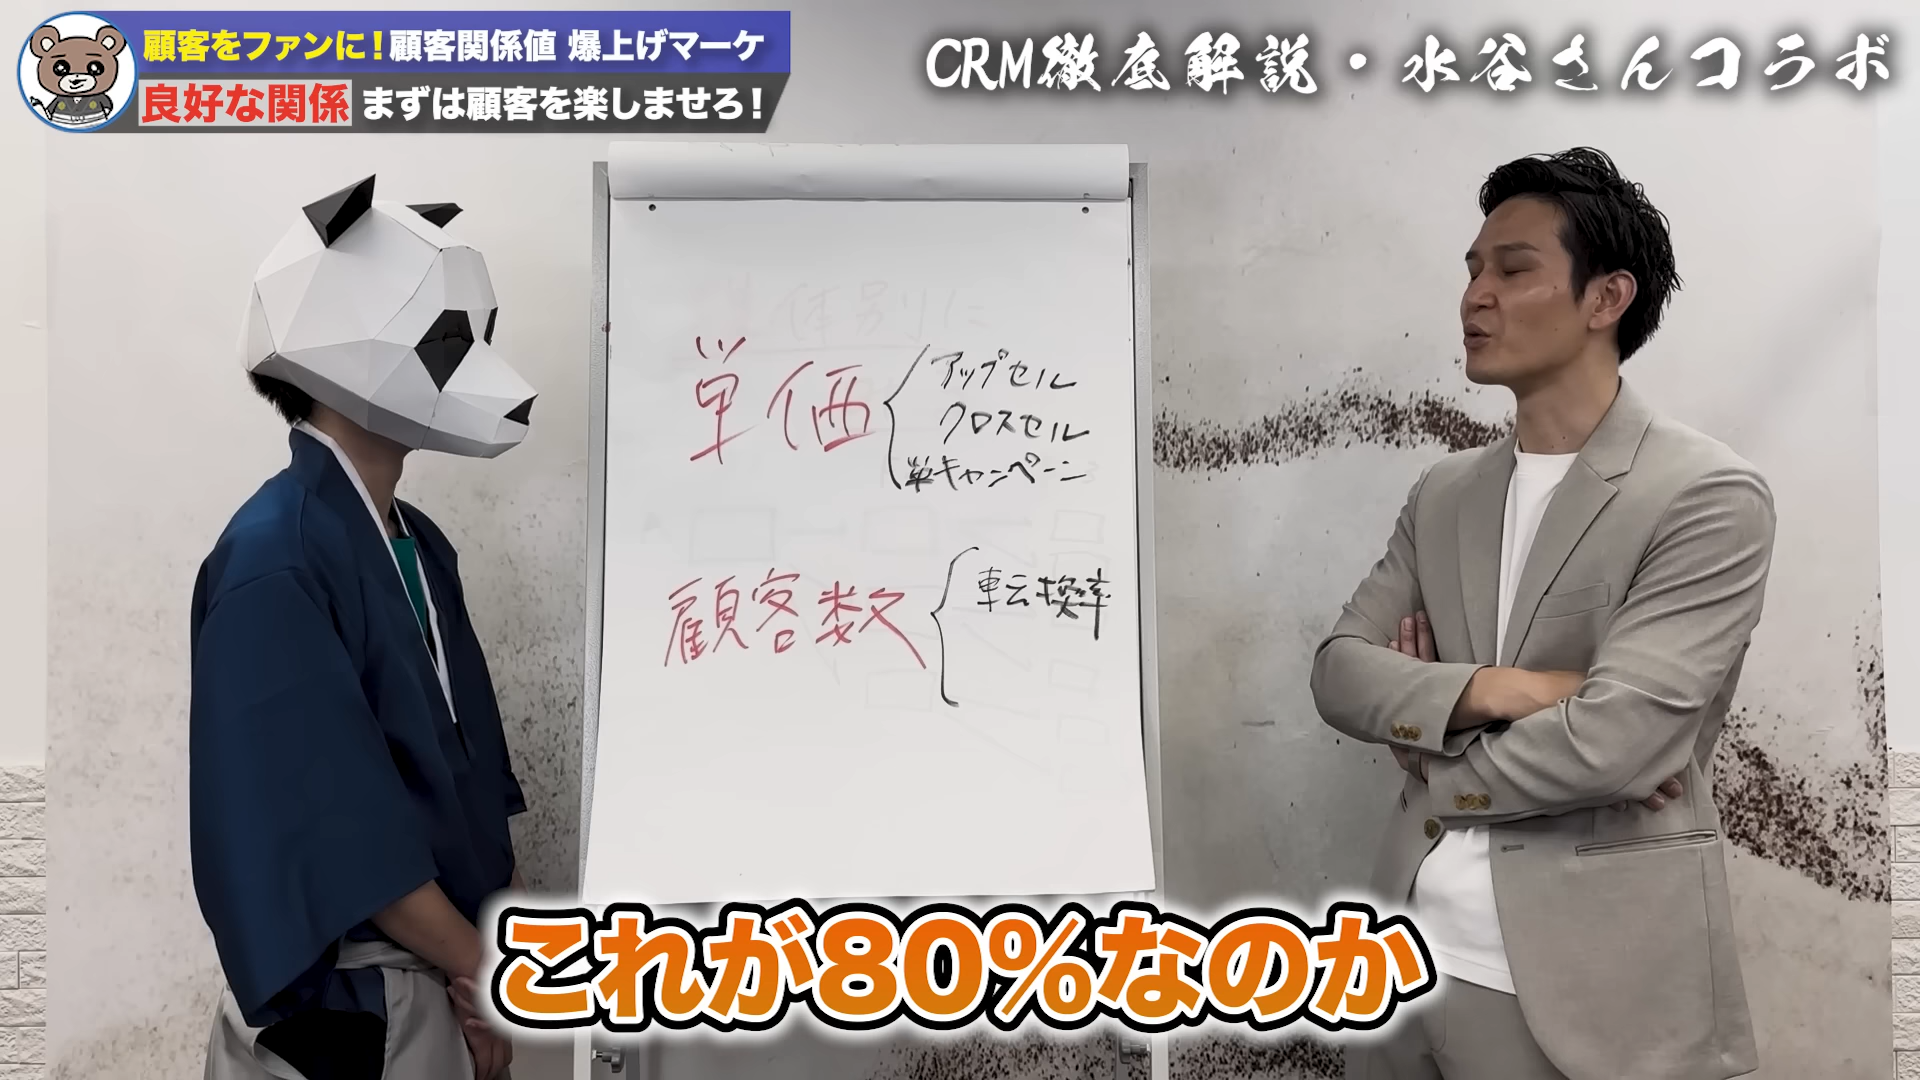 顧客をファンに！顧客関係値 爆上げマーケ
良好な関係 まずは顧客を楽しませろ！
CRM徹底解説・水谷さんコラボ
単価
アップセル
クロスセル
キャンペーン
顧客数
転換率
これが80%なのか